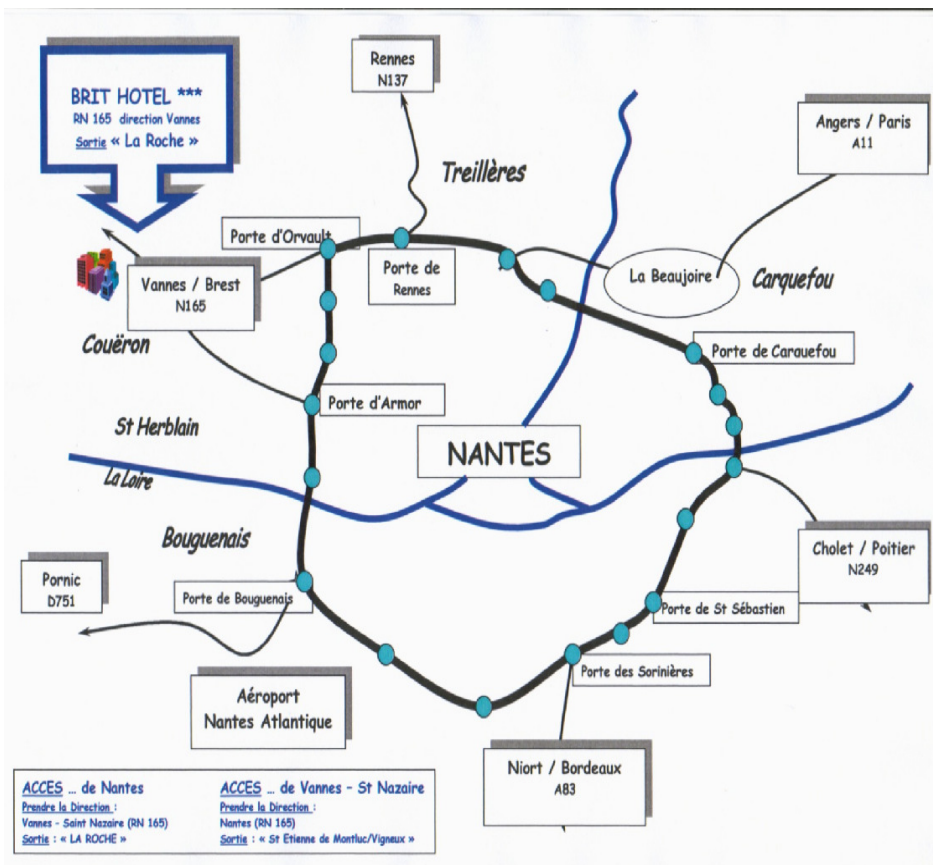 BRIT HOTEL ***
RN 165 direction Vannes
Sortie « La Roche »
Rennes
N137
Angers / Paris
A11
Treillères
Porte d'Orvault
Porte de
Rennes
La Beaujoire
Carquefou
Vannes / Brest
N165
Couëron
Porte de Carquefou
Porte d'Armor
St Herblain
NANTES
La Loire
Bouguenais
Cholet / Poitier
N249
Pornic
D751
Porte de Bouguenais
Porte de St Sébastien
Porte des Sorinières
Aéroport
Nantes Atlantique
Niort / Bordeaux
A83
ACCES ... de Nantes
Prendre la Direction :
Vannes - Saint Nazaire (RN 165)
Sortie : « LA ROCHE »
ACCES ... de Vannes - St Nazaire
Prendre la Direction :
Nantes (RN 165)
Sortie : « St Etienne de Montluc/Vigneux »